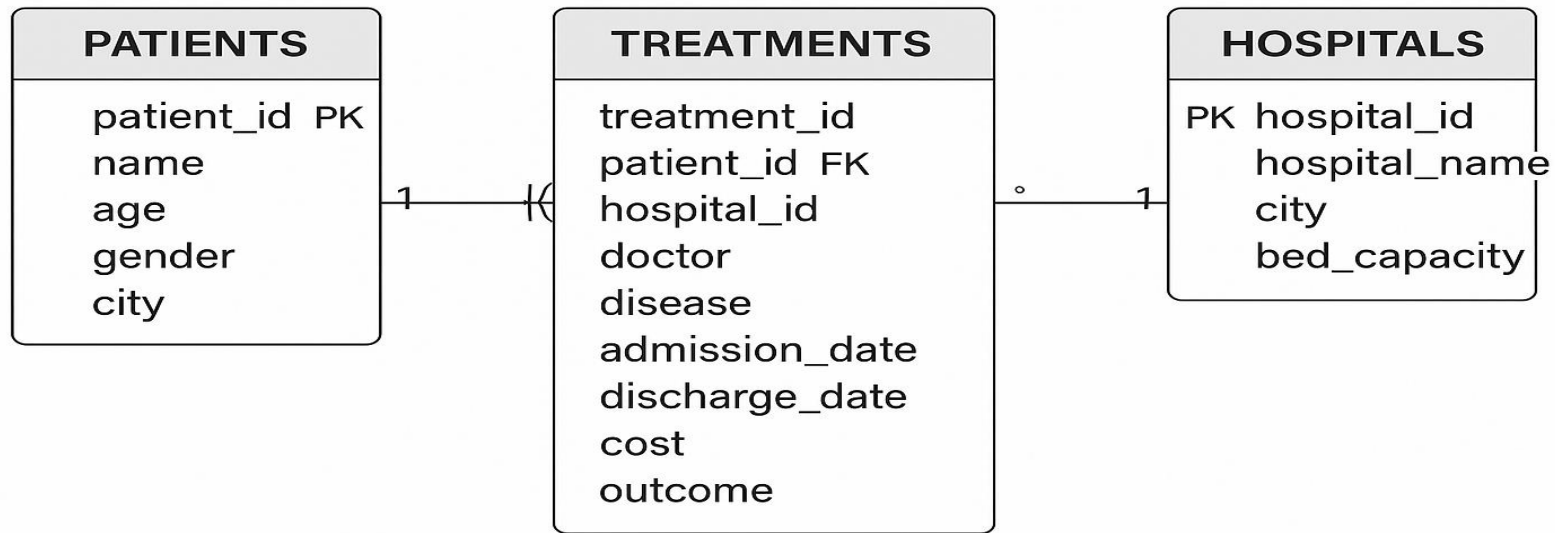 PATIENTS
patient_id PK
name
age
gender
city
1
TREATMENTS
treatment_id
patient_id FK
hospital_id
doctor
disease
admission_date
discharge_date
cost
outcome
1
HOSPITALS
PK hospital_id
hospital_name
city
bed_capacity